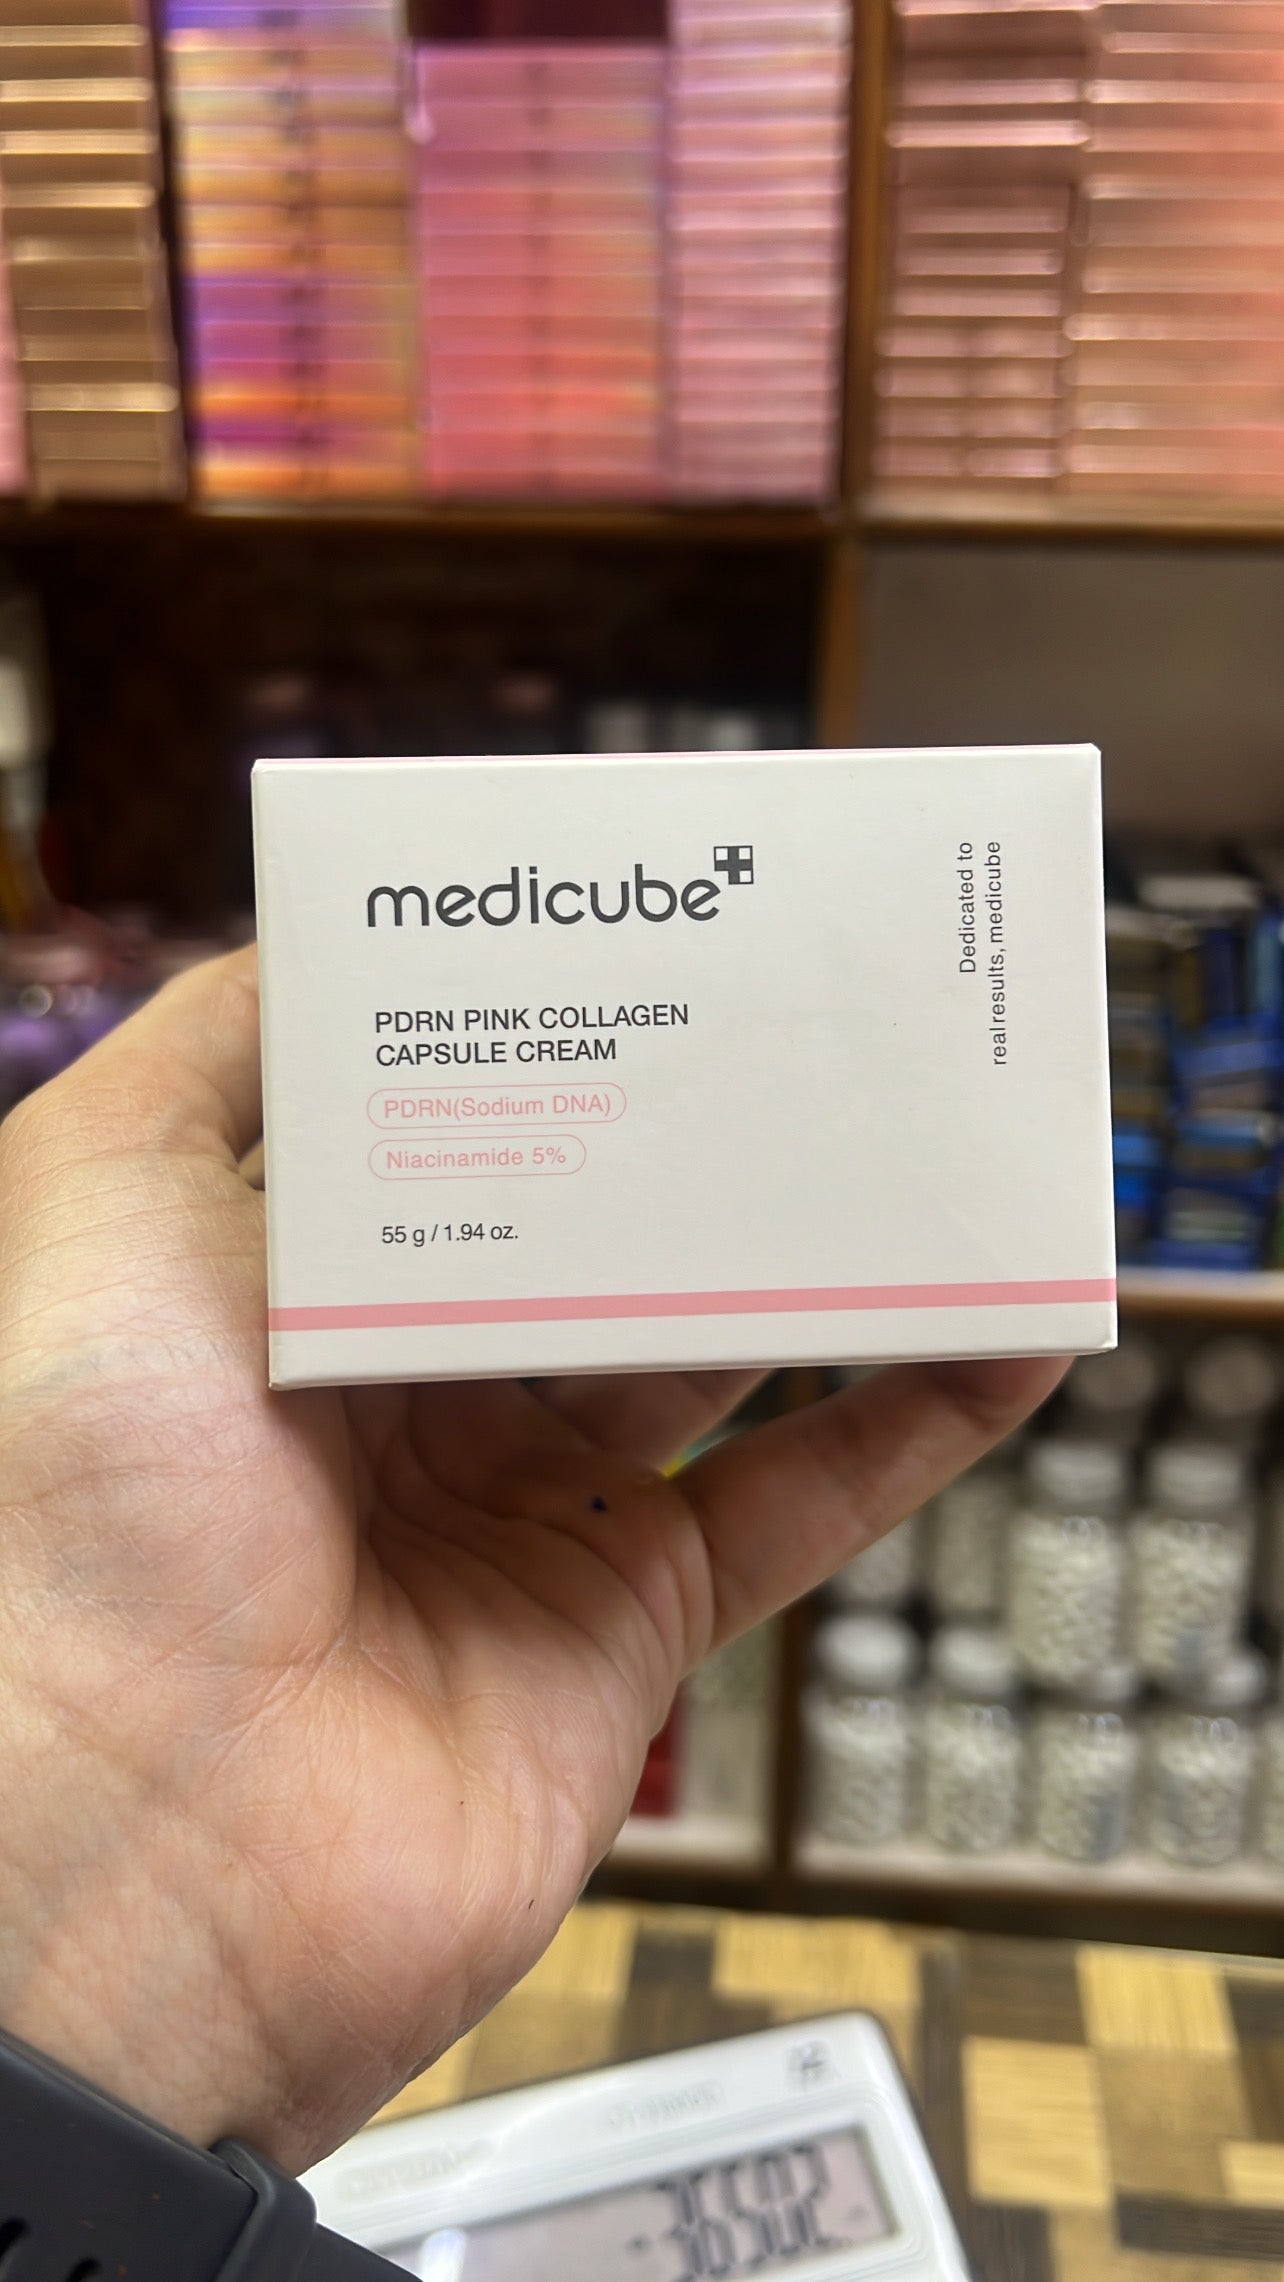 medicube
PDRN PINK COLLAGEN
CAPSULE CREAM
PDRN(Sodium DNA)
Niacinamide 5%
55 g / 1.94 oz.
Dedicated to
real results, medicube